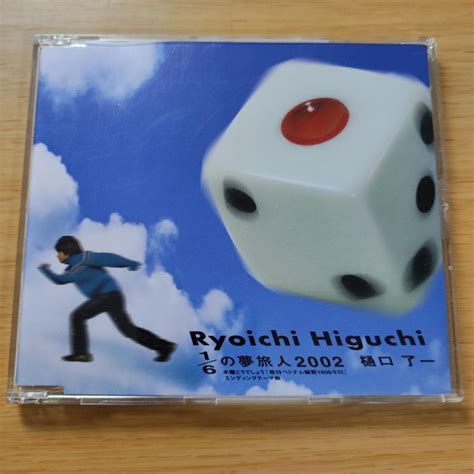 Ryoichi Higuchi
1/6の夢旅人2002 樋口 了一
水曜どうでしょう「原付ベトナム縦断1800キロ」
エンディングテーマ曲